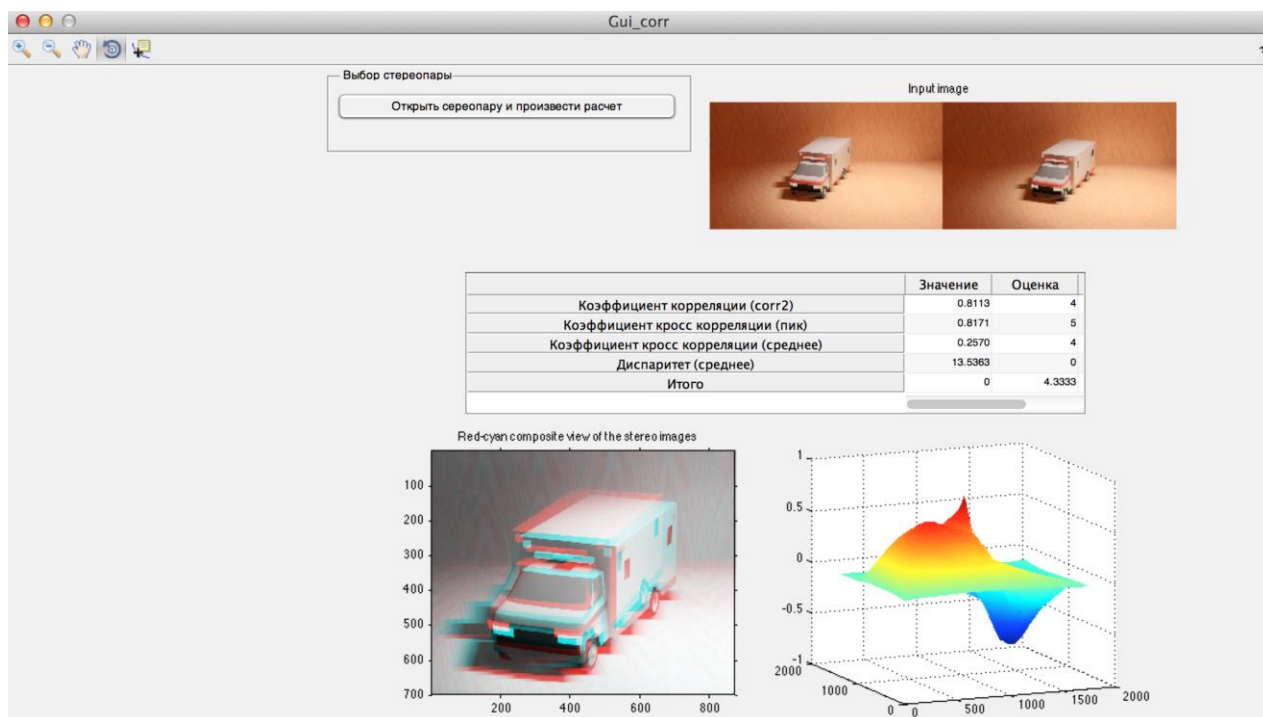 Gui_corr
Выбор стереопары
Открыть сереопару и произвести расчет
Input image
Значение Оценка
Коэффициент корреляции (corr2) 0.8113 4
Коэффициент кросс корреляции (пик) 0.8171 5
Коэффициент кросс корреляции (среднее) 0.2570 4
Диспаритет (среднее) 13.5363 0
Итого 0 4.3333
Red-cyan composite view of the stereo images
100
200
300
400
500
600
700
200 400 600 800
1
0.5
0
-0.5
-1
2000
1000
0
0 500 1000 1500 2000